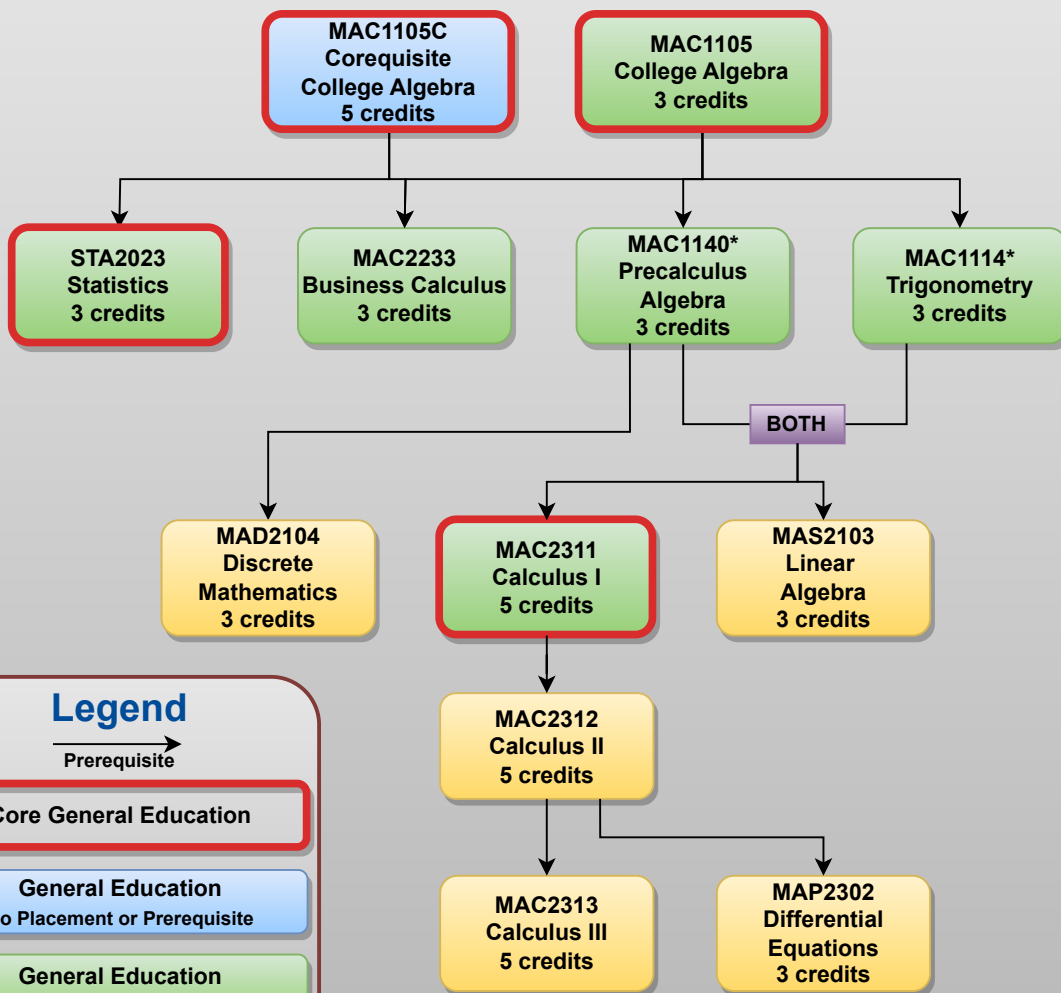 MAC1105C
Corequisite
College Algebra
5 credits
MAC1105
College Algebra
3 credits
STA2023
Statistics
3 credits
MAC2233
Business Calculus
3 credits
MAC1140*
Precalculus
Algebra
3 credits
MAC1114*
Trigonometry
3 credits
BOTH
MAD2104
Discrete
Mathematics
3 credits
MAC2311
Calculus I
5 credits
MAS2103
Linear
Algebra
3 credits
MAC2312
Calculus II
5 credits
MAC2313
Calculus III
5 credits
MAP2302
Differential
Equations
3 credits
Legend
Prerequisite
Core General Education
General Education
o Placement or Prerequisite
General Education